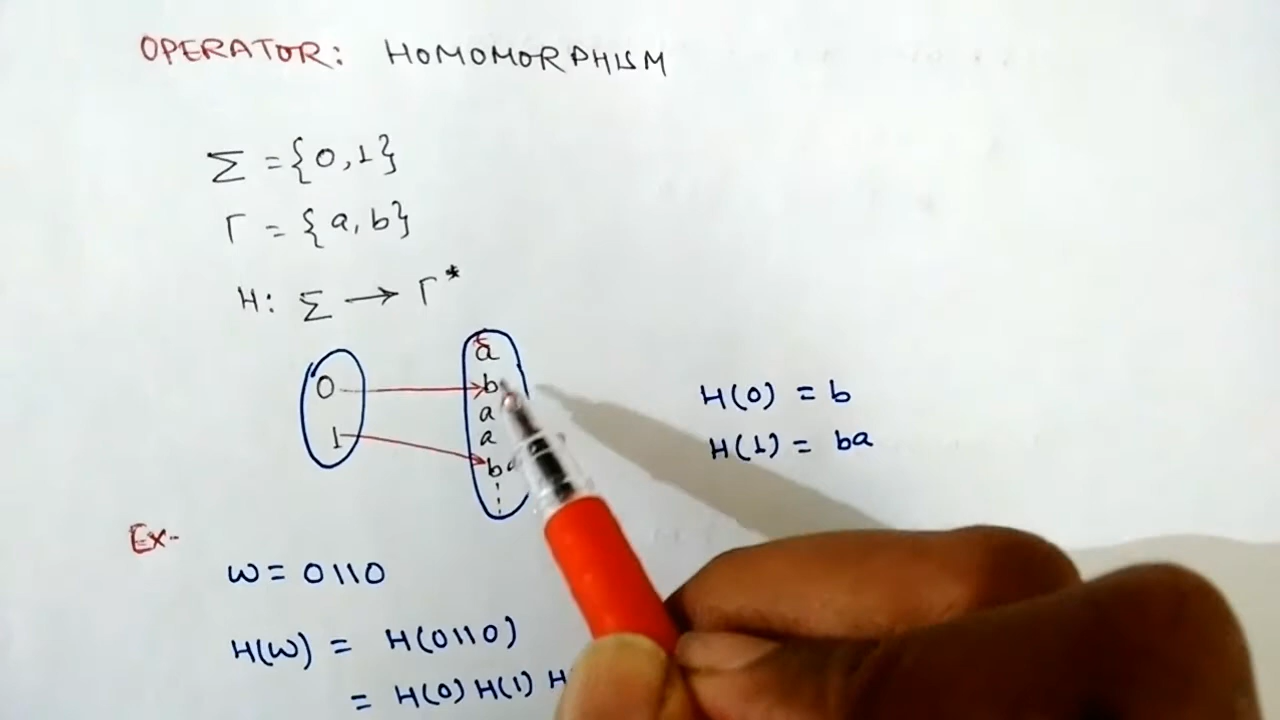 OPERATOR: HOMOMORPHISM
Σ = {0,1}
Γ = {a,b}
H: Σ → Γ*
a
0 b
a
1 a
b
H(0) = b
H(1) = ba
Ex-
W = 0110
H(W) = H(0110)
= H(0) H(1) H